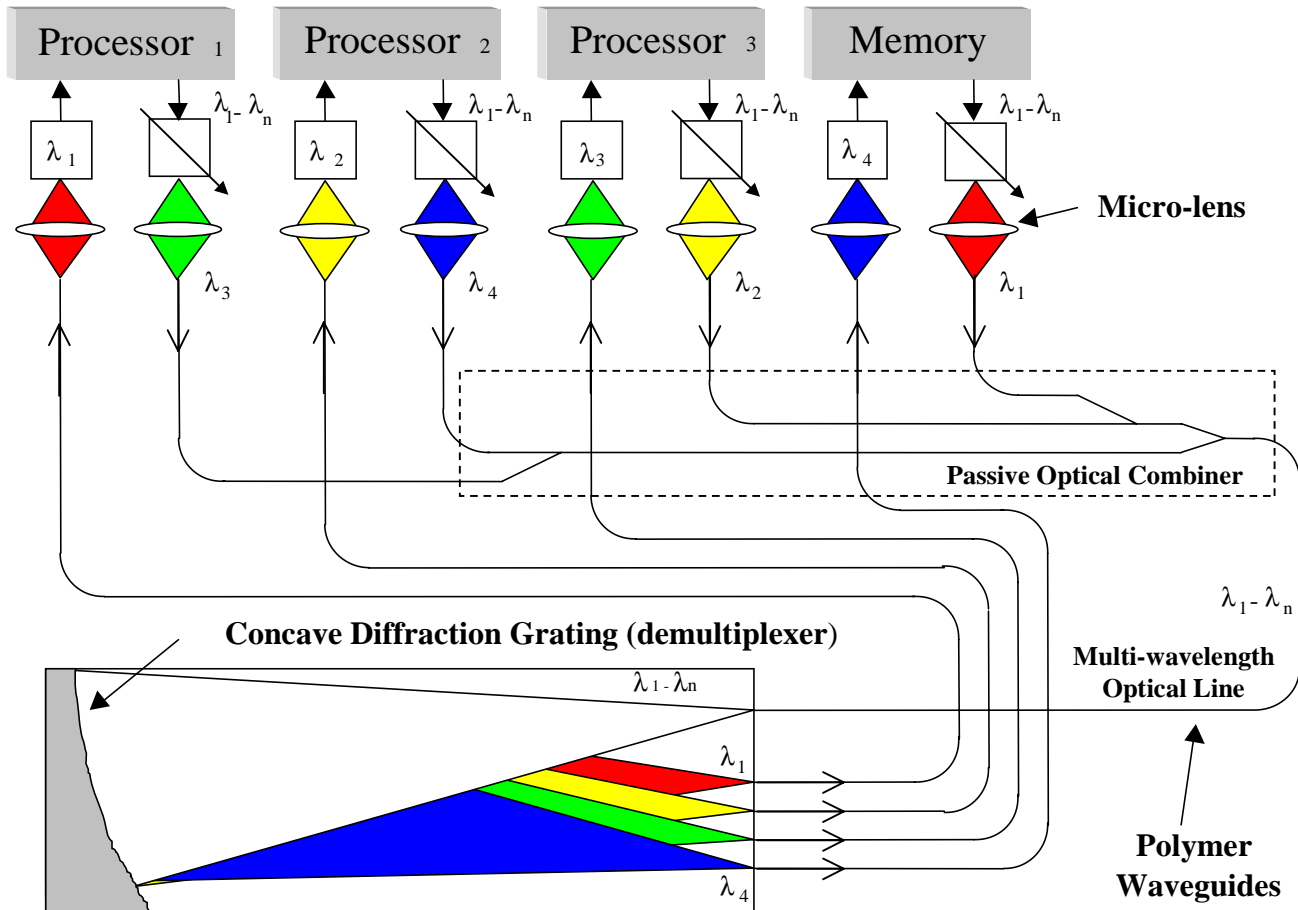 Processor 1
Processor 2
Processor 3
Memory
λ1- λn
λ1-λn
λ1-λn
λ1-λn
λ1
λ2
λ3
λ4
Micro-lens
λ3
λ4
λ2
λ1
Passive Optical Combiner
λ1- λn
Concave Diffraction Grating (demultiplexer)
Multi-wavelength
Optical Line
λ1-λn
λ1
λ4
Polymer
Waveguides